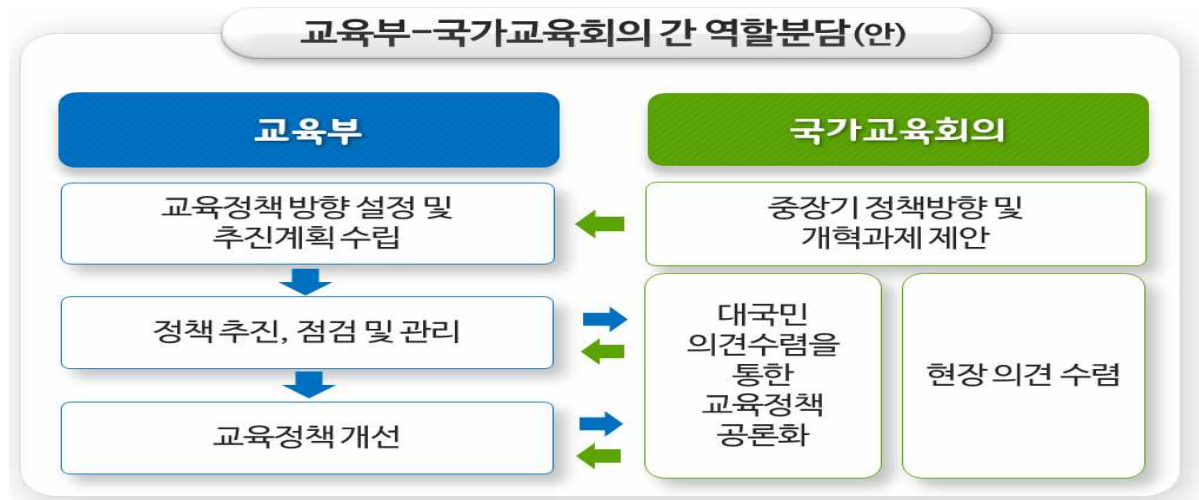 교육부-국가교육회의 간 역할분담(안)
교육부
국가교육회의
교육정책 방향 설정 및
추진계획 수립
중장기 정책방향 및
개혁과제 제안
정책 추진, 점검 및 관리
대국민
의견수렴을
통한
교육정책
공론화
현장 의견 수렴
교육정책 개선